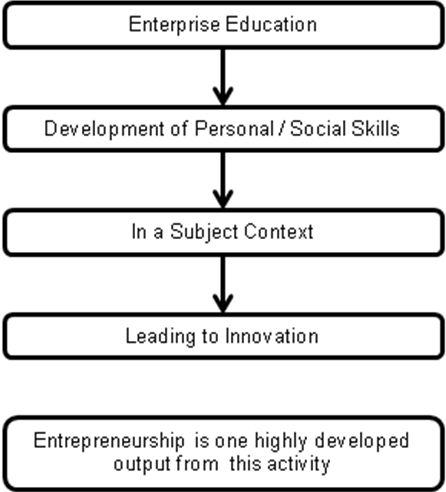 Enterprise Education
Development of Personal / Social Skills
In a Subject Context
Leading to Innovation
Entrepreneurship is one highly developed
output from this activity